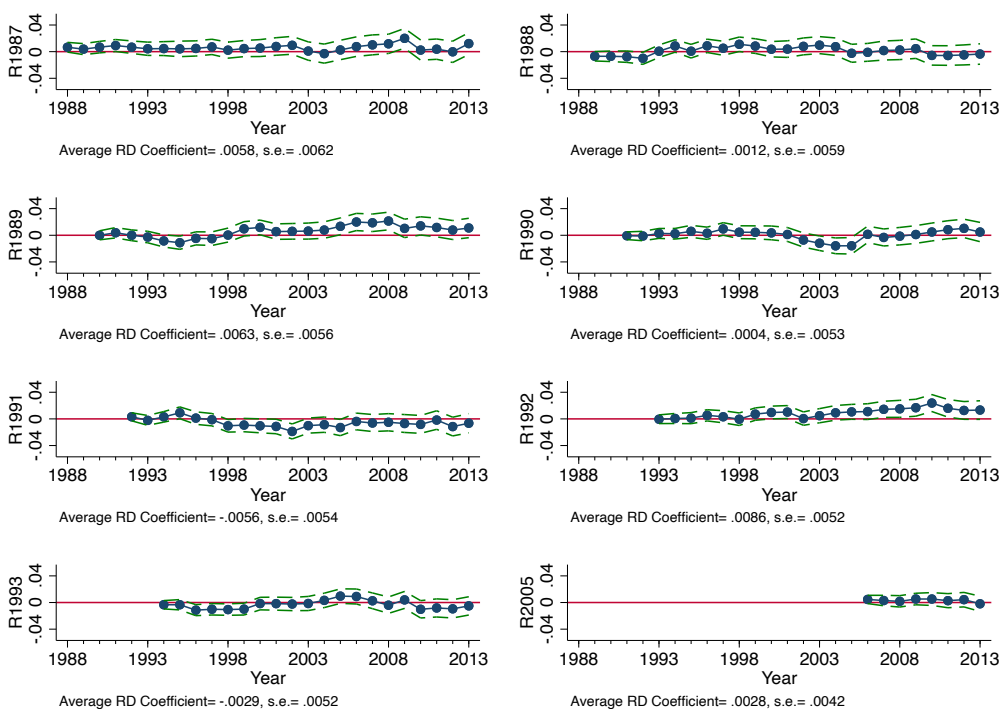 R1987
.04
0
-.04
1988 1993 1998 2003 2008 2013
Year
Average RD Coefficient= .0058, s.e.= .0062
R1988
.04
0
-.04
1988 1993 1998 2003 2008 2013
Year
Average RD Coefficient= .0012, s.e.= .0059
R1989
.04
0
-.04
1988 1993 1998 2003 2008 2013
Year
Average RD Coefficient= .0063, s.e.= .0056
R1990
.04
0
-.04
1988 1993 1998 2003 2008 2013
Year
Average RD Coefficient= .0004, s.e.= .0053
R1991
.04
0
-.04
1988 1993 1998 2003 2008 2013
Year
Average RD Coefficient= -.0056, s.e.= .0054
R1992
.04
0
-.04
1988 1993 1998 2003 2008 2013
Year
Average RD Coefficient= .0086, s.e.= .0052
R1993
.04
0
-.04
1988 1993 1998 2003 2008 2013
Year
Average RD Coefficient= -.0029, s.e.= .0052
R2005
.04
0
-.04
1988 1993 1998 2003 2008 2013
Year
Average RD Coefficient= .0028, s.e.= .0042